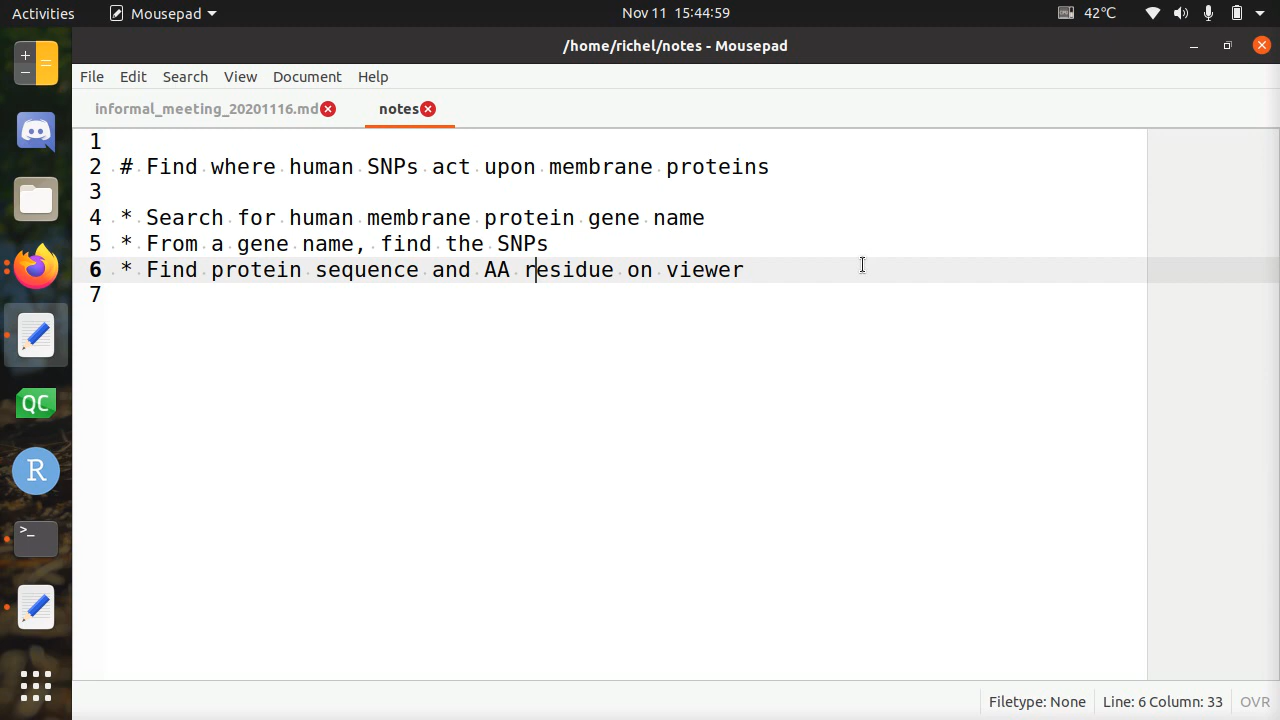 Activities Mousepad Nov 11 15:44:59 42°C
/home/richel/notes - Mousepad
File Edit Search View Document Help
informal_meeting_20201116.md notes
1
2 # Find where human SNPs act upon membrane proteins
3
4 * Search for human membrane protein gene name
5 * From a gene name, find the SNPs
6 * Find protein sequence and AA residue on viewer
7
QC
R
>_
Filetype: None Line: 6 Column: 33 OVR